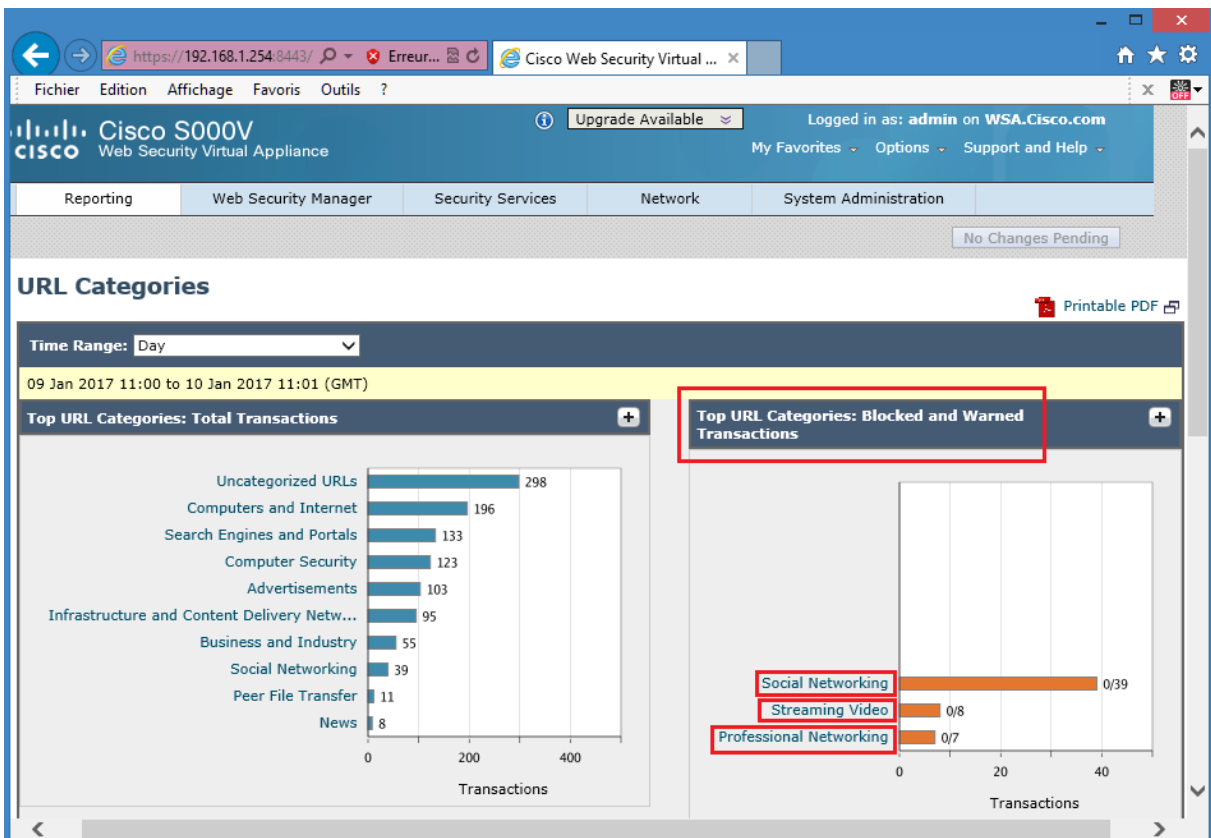 https://192.168.1.254:8443/ Erreur... Cisco Web Security Virtual ...
Fichier Edition Affichage Favoris Outils ?
OFF
CISCO
Cisco S000V
Web Security Virtual Appliance
Upgrade Available
Logged in as: admin on WSA.Cisco.com
My Favorites Options Support and Help
Reporting Web Security Manager Security Services Network System Administration
No Changes Pending
URL Categories
Printable PDF
Time Range: Day
09 Jan 2017 11:00 to 10 Jan 2017 11:01 (GMT)
Top URL Categories: Total Transactions
Uncategorized URLs 298
Computers and Internet 196
Search Engines and Portals 133
Computer Security 123
Advertisements 103
Infrastructure and Content Delivery Netw... 95
Business and Industry 55
Social Networking 39
Peer File Transfer 11
News 8
0 200 400
Transactions
Top URL Categories: Blocked and Warned
Transactions
Social Networking 0/39
Streaming Video 0/8
Professional Networking 0/7
0 20 40
Transactions